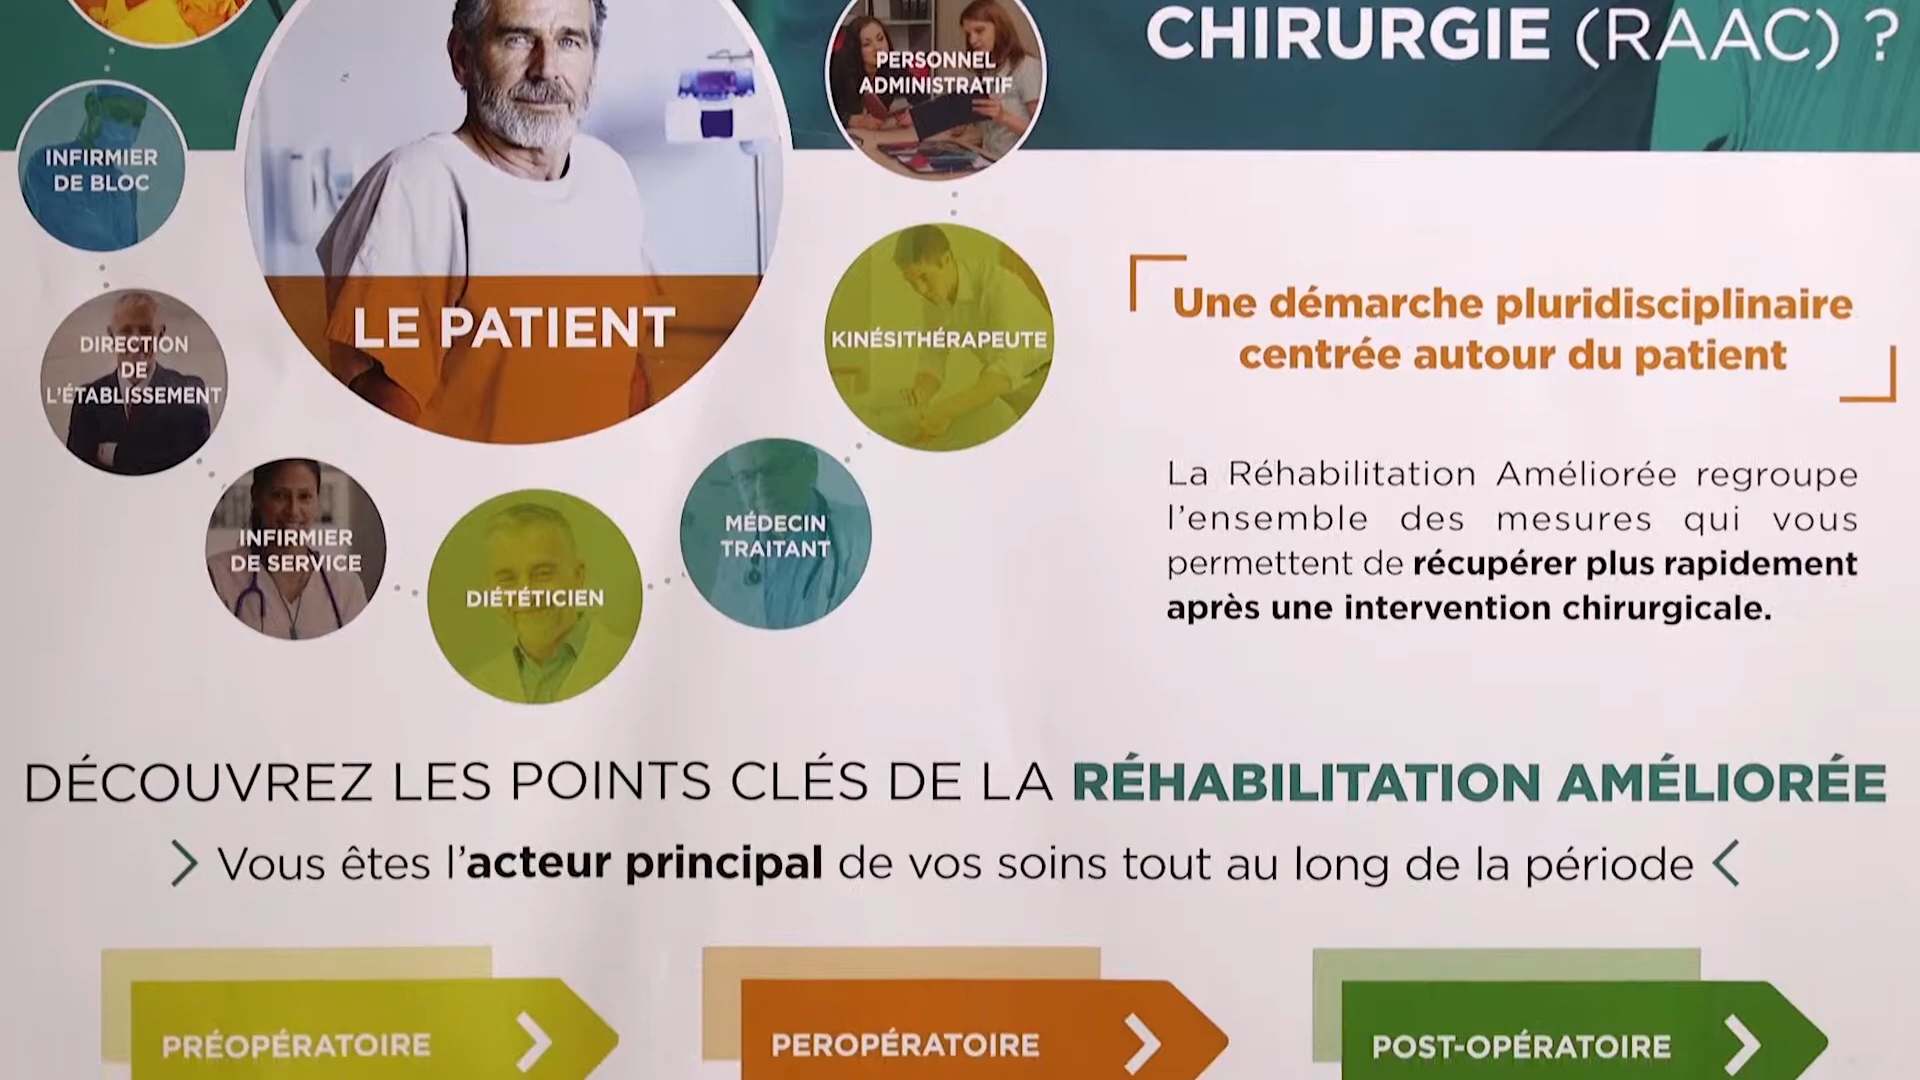 CHIRURGIE (RAAC) ?
PERSONNEL
ADMINISTRATIF
INFIRMIER
DE BLOC
LE PATIENT
DIRECTION
DE
L'ÉTABLISSEMENT
KINÉSITHÉRAPEUTE
INFIRMIER
DE SERVICE
DIÉTÉTICIEN
MÉDECIN
TRAITANT
Une démarche pluridisciplinaire
centrée autour du patient
La Réhabilitation Améliorée regroupe
l'ensemble des mesures qui vous
permettent de récupérer plus rapidement
après une intervention chirurgicale.
DÉCOUVREZ LES POINTS CLÉS DE LA RÉHABILITATION AMÉLIORÉE
Vous êtes l'acteur principal de vos soins tout au long de la période
PRÉOPÉRATOIRE
PEROPÉRATOIRE
POST-OPÉRATOIRE